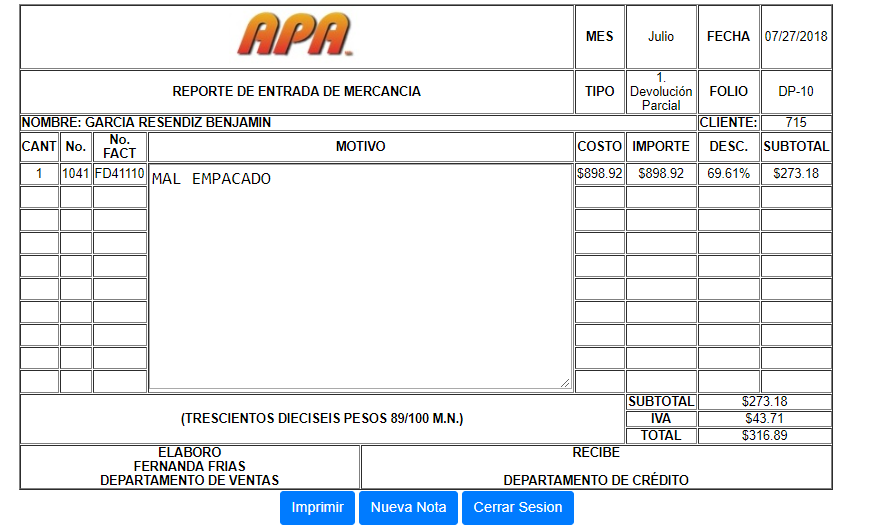 APA
MES
Julio
FECHA
07/27/2018
REPORTE DE ENTRADA DE MERCANCIA
TIPO
1.
Devolución
Parcial
FOLIO
DP-10
NOMBRE: GARCIA RESENDIZ BENJAMIN
CLIENTE:
715
CANT
No.
No.
FACT
MOTIVO
COSTO
IMPORTE
DESC.
SUBTOTAL
1
1041
FD41110
MAL EMPACADO
$898.92
$898.92
69.61%
$273.18
(TRESCIENTOS DIECISEIS PESOS 89/100 M.N.)
SUBTOTAL
$273.18
IVA
$43.71
TOTAL
$316.89
ELABORO
FERNANDA FRIAS
DEPARTAMENTO DE VENTAS
RECIBE
DEPARTAMENTO DE CRÉDITO
Imprimir
Nueva Nota
Cerrar Sesion